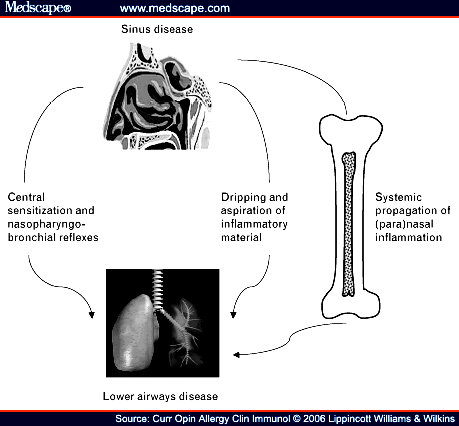 Medscape® www.medscape.com
Sinus disease
Central
sensitization and
nasopharyngo-
bronchial reflexes
Dripping and
aspiration of
inflammatory
material
Systemic
propagation of
(para)nasal
inflammation
Lower airways disease
Source: Curr Opin Allergy Clin Immunol © 2006 Lippincott Williams & Wilkins